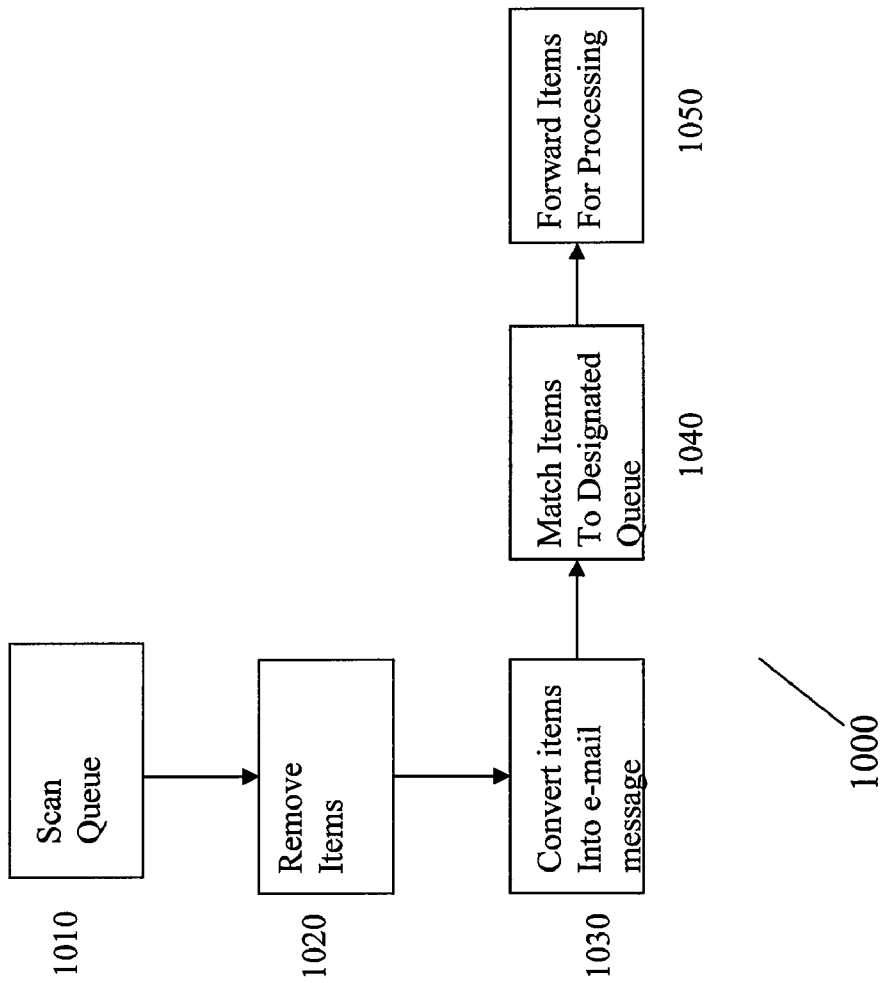 1010
Scan
Queue
1020
Remove
Items
1030
Convert items
Into e-mail
message
Match Items
To Designated
Queue
1040
Forward Items
For Processing
1050
1000